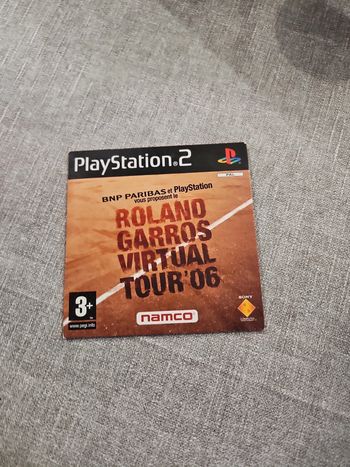 PlayStation®2
PAL
BNP PARIBAS et PlayStation
vous proposent le
ROLAND
GARROS
VIRTUAL
TOUR'06
3+
www.pegi.info
namco
SONY